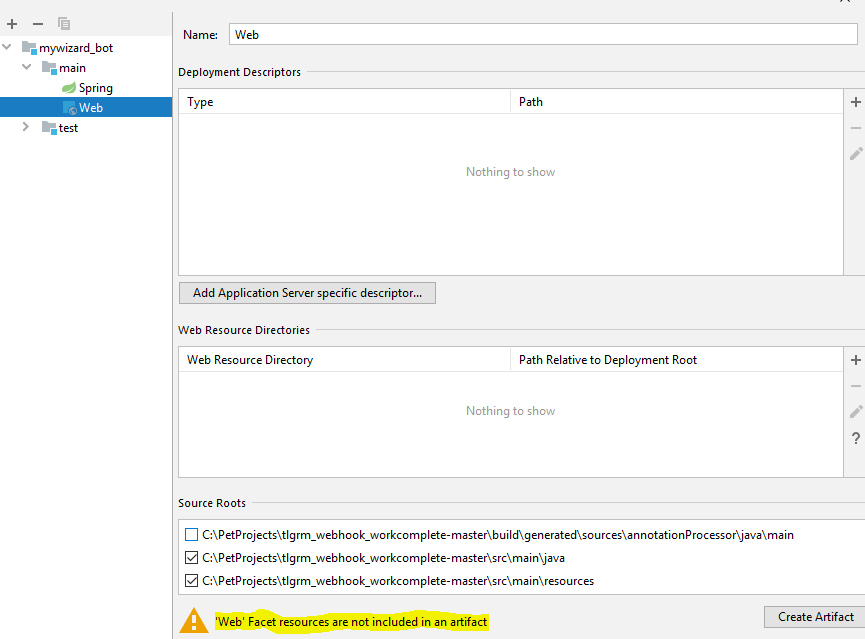 mywizard_bot
main
Spring
Web
test
Name: Web
Deployment Descriptors
Type Path
Nothing to show
Add Application Server specific descriptor...
Web Resource Directories
Web Resource Directory Path Relative to Deployment Root
Nothing to show
?
Source Roots
C:\PetProjects\tlgrm_webhook_workcomplete-master\build\generated\sources\annotationProcessor\java\main
C:\PetProjects\tlgrm_webhook_workcomplete-master\src\main\java
C:\PetProjects\tlgrm_webhook_workcomplete-master\src\main\resources
'Web' Facet resources are not included in an artifact
Create Artifact